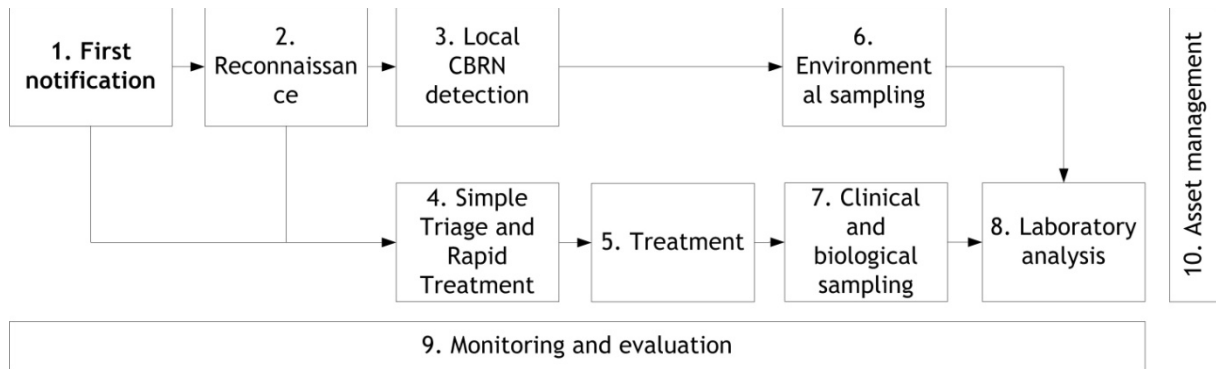 1. First
notification
2.
Reconnaissan
ce
3. Local
CBRN
detection
6.
Environment
al sampling
4. Simple
Triage and
Rapid
Treatment
5. Treatment
7. Clinical
and
biological
sampling
8. Laboratory
analysis
10. Asset management
9. Monitoring and evaluation